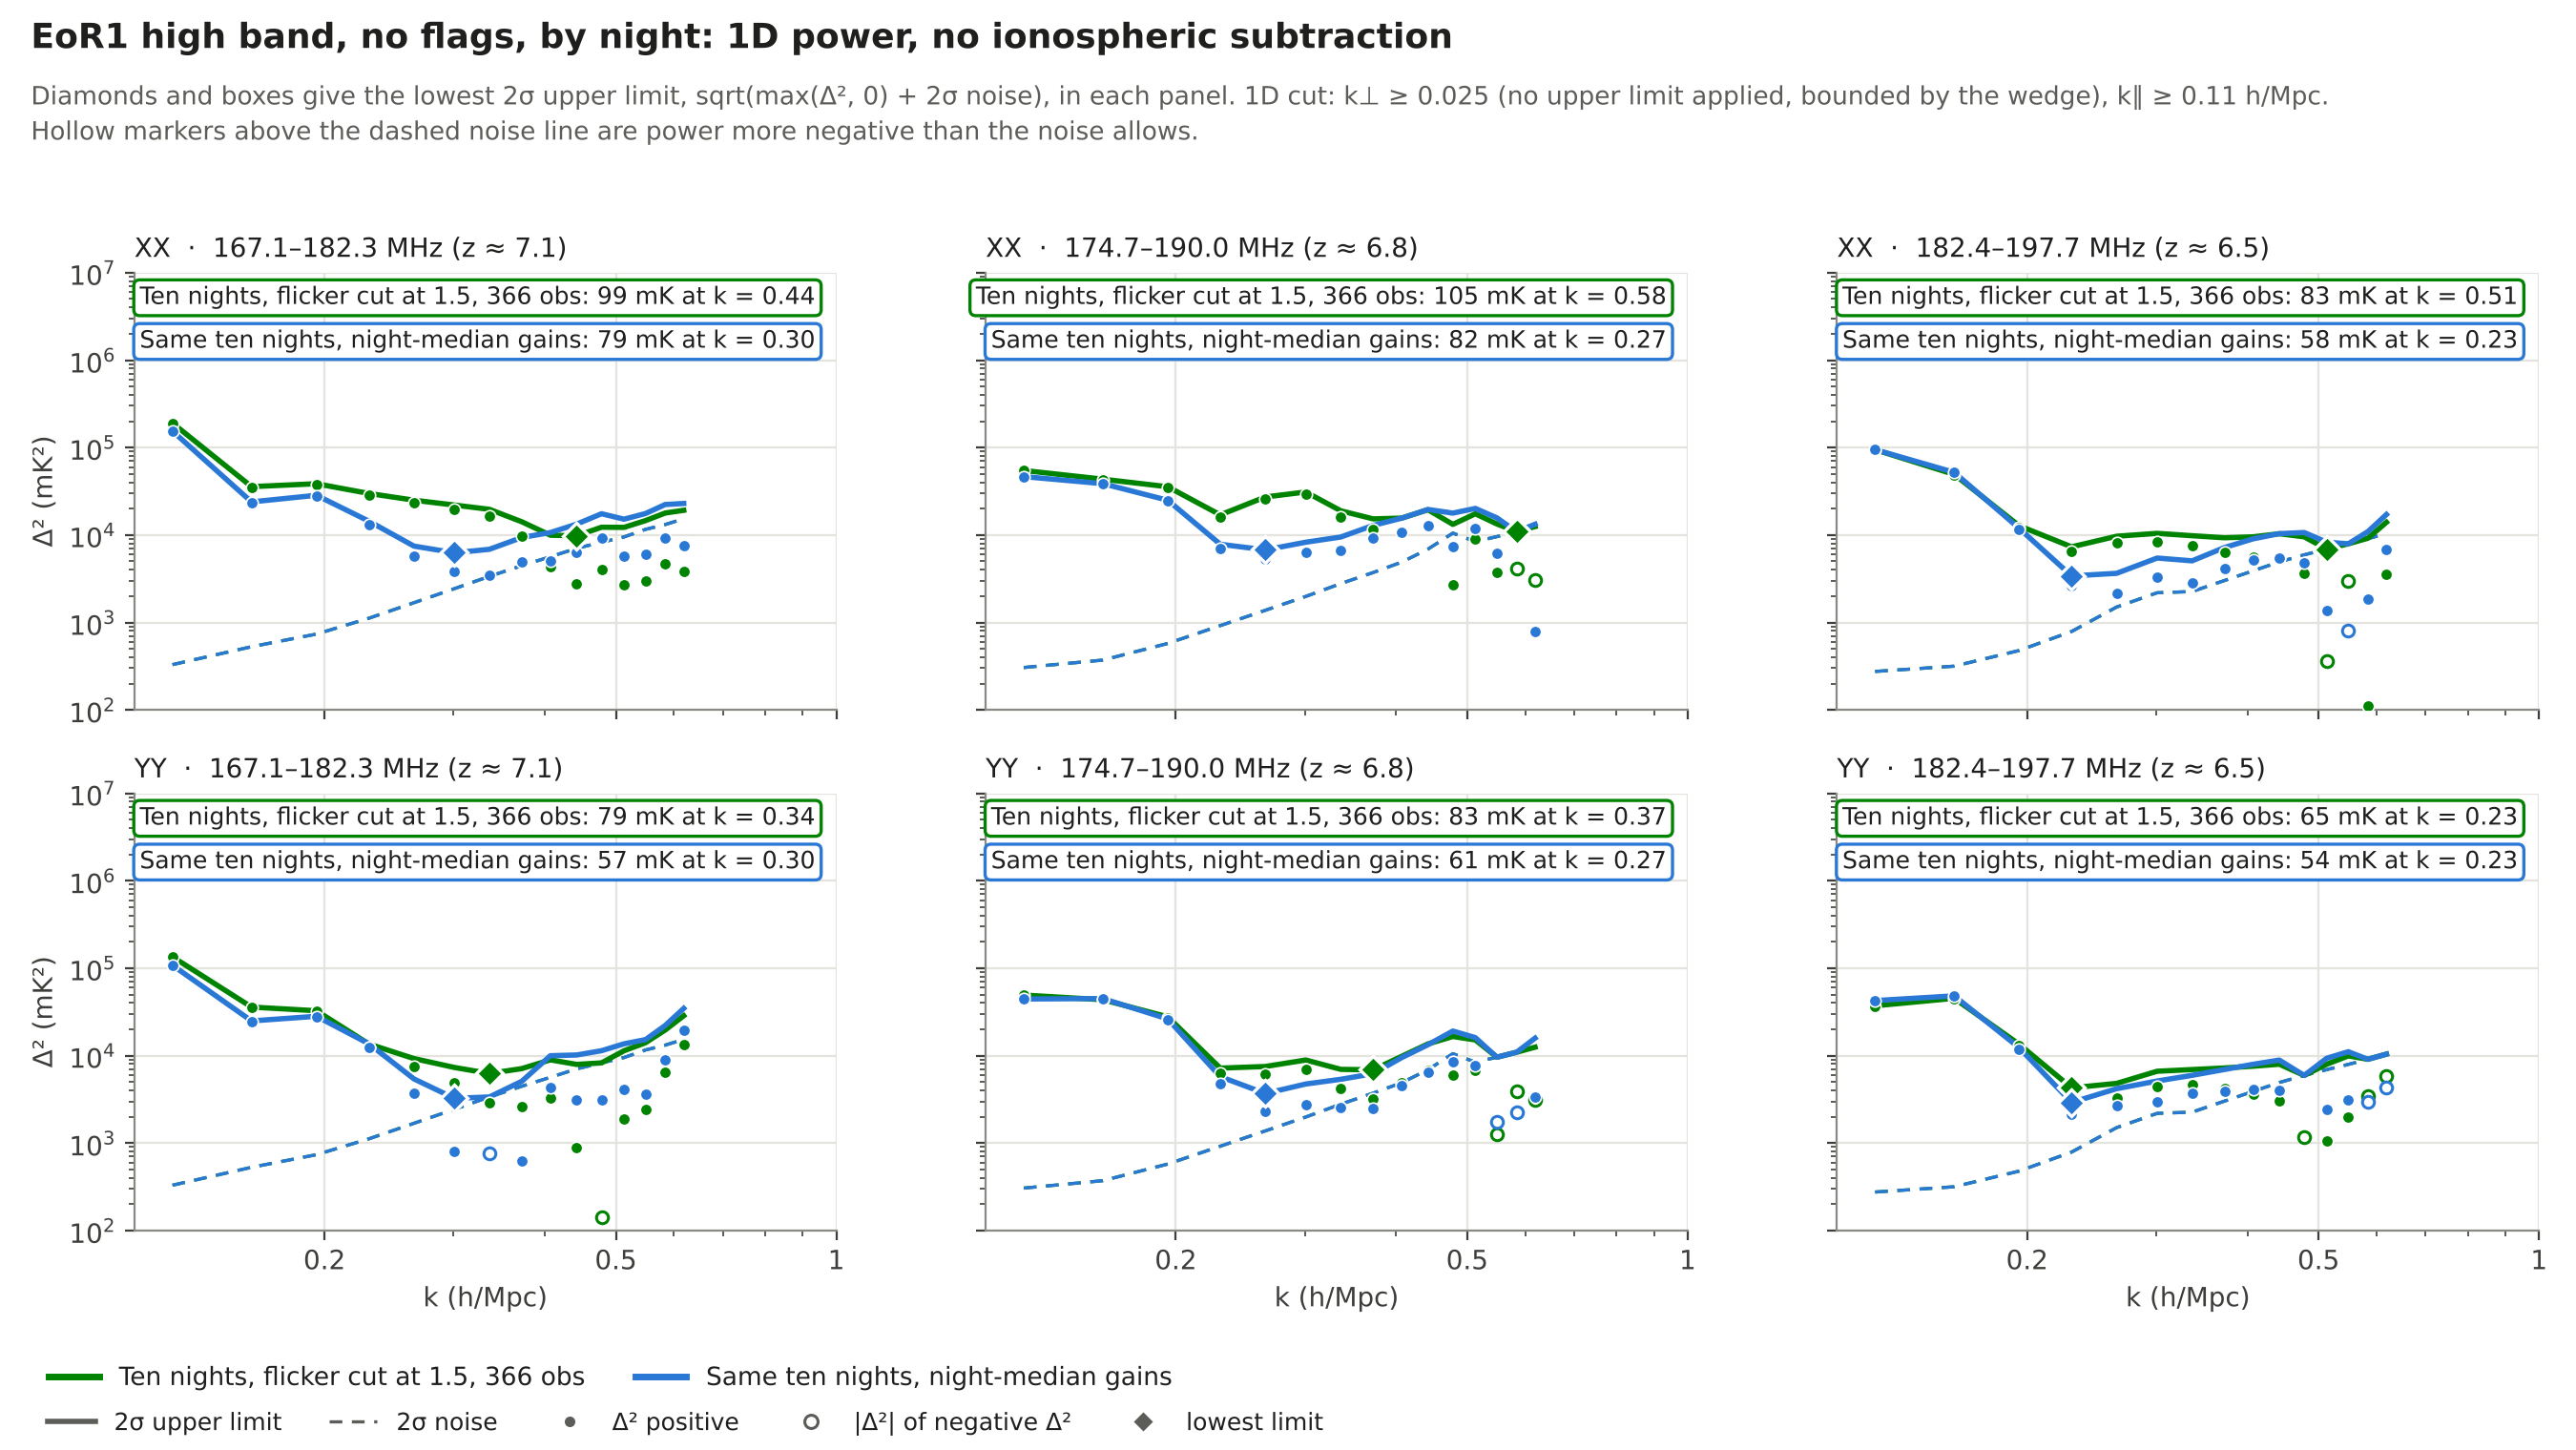 EoR1 high band, no flags, by night: 1D power, no ionospheric subtraction
Diamonds and boxes give the lowest 2σ upper limit, sqrt(max(Δ², 0) + 2σ noise), in each panel. 1D cut: k⊥ ≥ 0.025 (no upper limit applied, bounded by the wedge), k∥ ≥ 0.11 h/Mpc.
Hollow markers above the dashed noise line are power more negative than the noise allows.
XX · 167.1–182.3 MHz (z ≈ 7.1)
Ten nights, flicker cut at 1.5, 366 obs: 99 mK at k = 0.44
Same ten nights, night-median gains: 79 mK at k = 0.30
10⁷
10⁶
10⁵
10⁴
10³
10²
Δ² (mK²)
XX · 174.7–190.0 MHz (z ≈ 6.8)
Ten nights, flicker cut at 1.5, 366 obs: 105 mK at k = 0.58
Same ten nights, night-median gains: 82 mK at k = 0.27
XX · 182.4–197.7 MHz (z ≈ 6.5)
Ten nights, flicker cut at 1.5, 366 obs: 83 mK at k = 0.51
Same ten nights, night-median gains: 58 mK at k = 0.23
YY · 167.1–182.3 MHz (z ≈ 7.1)
Ten nights, flicker cut at 1.5, 366 obs: 79 mK at k = 0.34
Same ten nights, night-median gains: 57 mK at k = 0.30
10⁷
10⁶
10⁵
10⁴
10³
10²
Δ² (mK²)
0.2 0.5 1
k (h/Mpc)
YY · 174.7–190.0 MHz (z ≈ 6.8)
Ten nights, flicker cut at 1.5, 366 obs: 83 mK at k = 0.37
Same ten nights, night-median gains: 61 mK at k = 0.27
0.2 0.5 1
k (h/Mpc)
YY · 182.4–197.7 MHz (z ≈ 6.5)
Ten nights, flicker cut at 1.5, 366 obs: 65 mK at k = 0.23
Same ten nights, night-median gains: 54 mK at k = 0.23
0.2 0.5 1
k (h/Mpc)
Ten nights, flicker cut at 1.5, 366 obs Same ten nights, night-median gains
2σ upper limit 2σ noise Δ² positive |Δ²| of negative Δ² lowest limit